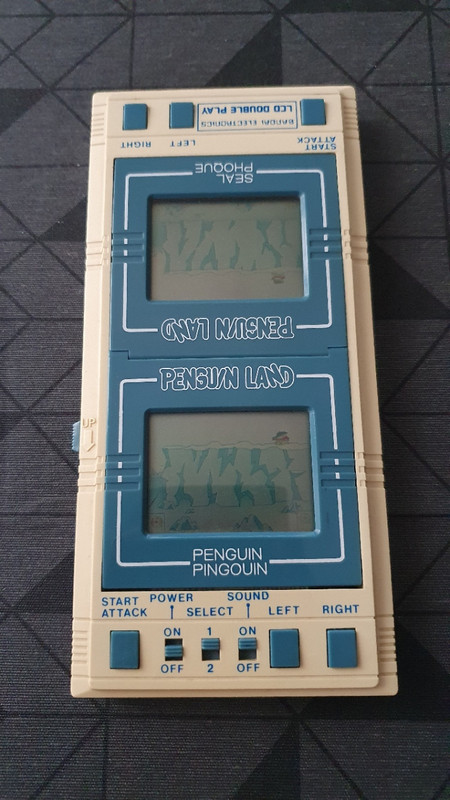 RIGHT LEFT
BANDAI ELECTRONICS
LCD DOUBLE PLAY
START
ATTACK
SEAL
PHOQUE
PENGUIN LAND
PENGUIN LAND
UP
PENGUIN
PINGOUIN
START
ATTACK
POWER
SOUND
SELECT
LEFT
RIGHT
ON 1 ON
OFF 2 OFF